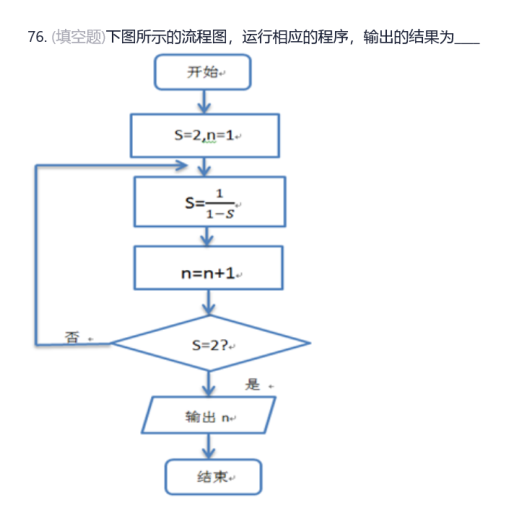 76. (填空题)下图所示的流程图，运行相应的程序，输出的结果为____
开始
S=2,n=1
S=1/(1-S)
n=n+1
S=2?
否
是
输出 n
结束